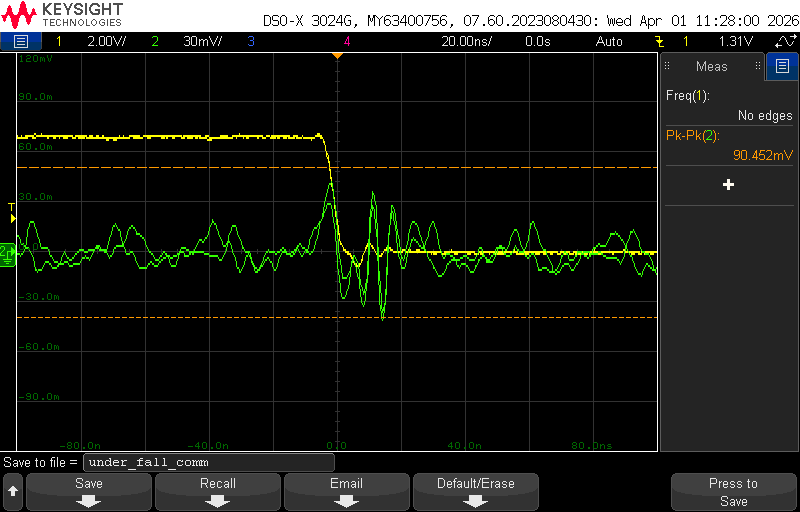 KEYSIGHT
TECHNOLOGIES
DSO-X 3024G, MY63400756, 07.60.2023080430: Wed Apr 01 11:28:00 2026
1 2.00V/ 2 30mV/ 3 4 20.00ns/ 0.0s Auto 1 1.31V
120mV
90.0m
60.0m
30.0m
0.0
-30.0m
-60.0m
-90.0m
-80.0n -40.0n 0.0 40.0n 80.0ns
T
2
Meas
Freq(1):
No edges
Pk-Pk(2):
90.452mV
Save to file = under_fall_comm
Save
Recall
Email
Default/Erase
Press to
Save